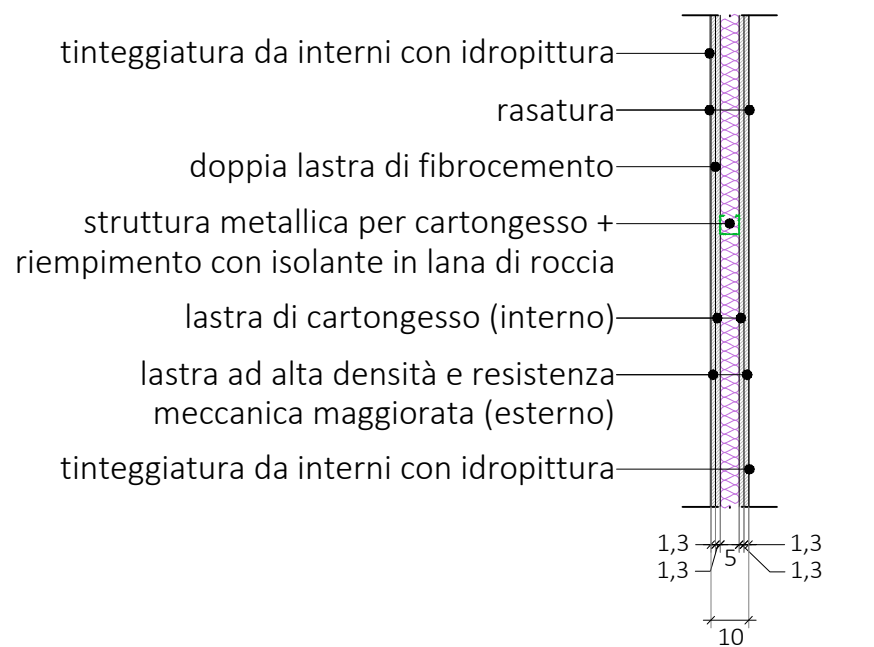 tinteggiatura da interni con idropittura
rasatura
doppia lastra di fibrocemento
struttura metallica per cartongesso +
riempimento con isolante in lana di roccia
lastra di cartongesso (interno)
lastra ad alta densità e resistenza
meccanica maggiorata (esterno)
tinteggiatura da interni con idropittura
1,3 5 1,3
1,3 1,3
10